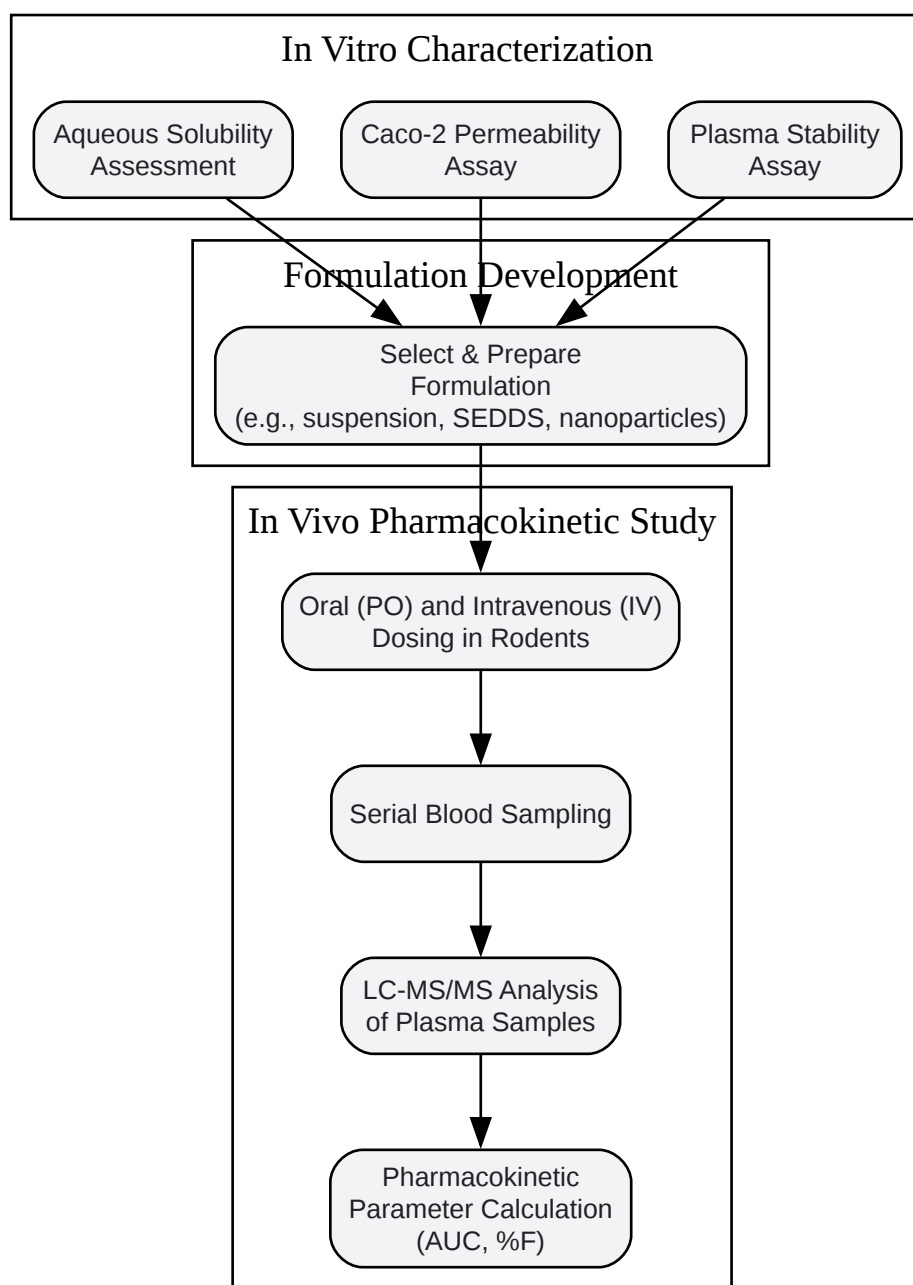 In Vitro Characterization
Aqueous Solubility
Assessment
Caco-2 Permeability
Assay
Plasma Stability
Assay
Formulation Development
Select & Prepare
Formulation
(e.g., suspension, SEDDS, nanoparticles)
In Vivo Pharmacokinetic Study
Oral (PO) and Intravenous (IV)
Dosing in Rodents
Serial Blood Sampling
LC-MS/MS Analysis
of Plasma Samples
Pharmacokinetic
Parameter Calculation
(AUC, %F)